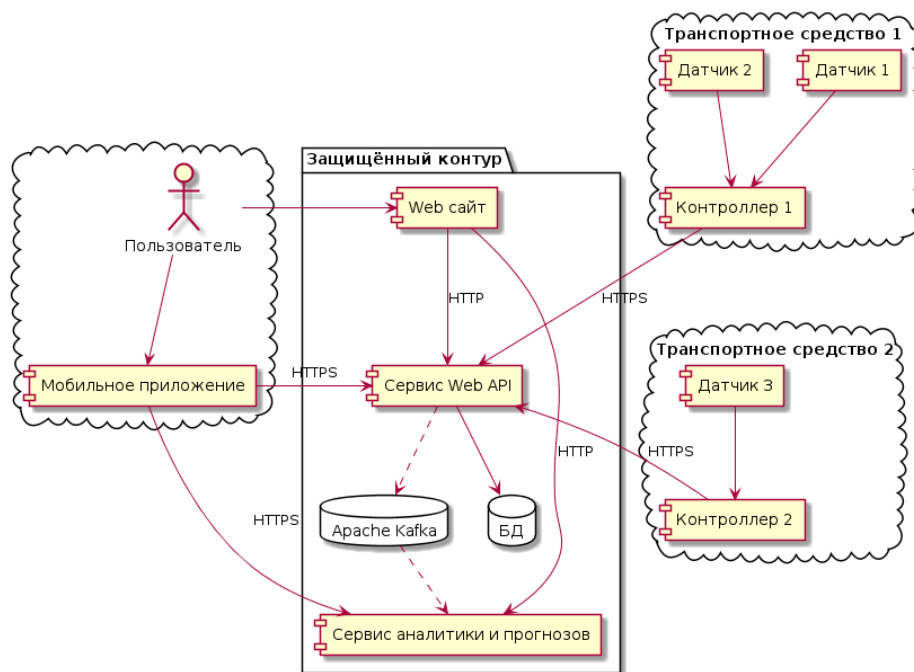 Транспортное средство 1
Датчик 2
Датчик 1
Контроллер 1
Защищённый контур
Web сайт
Пользователь
HTTP
HTTPS
Транспортное средство 2
Мобильное приложение
HTTPS
Сервис Web API
Датчик 3
HTTP
HTTPS
Apache Kafka
БД
Контроллер 2
HTTPS
Сервис аналитики и прогнозов